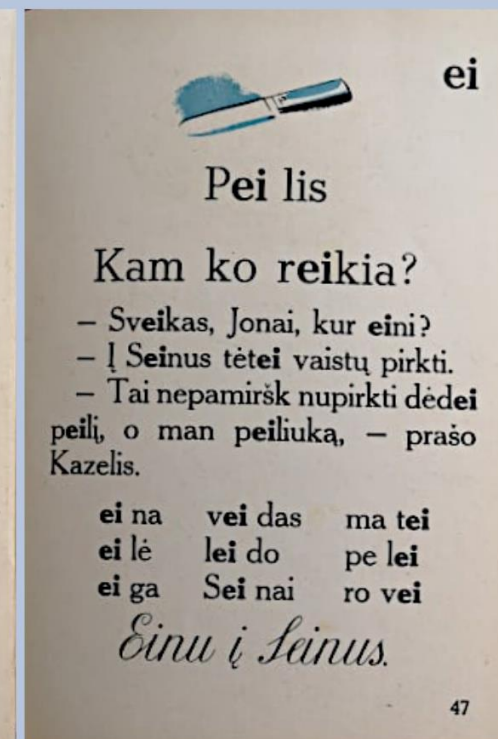 ei
Pei lis
Kam ko reikia?
– Sveikas, Jonai, kur eini?
– Į Seinus tėtei vaistų pirkti.
– Tai nepamiršk nupirkti dėdei
peilį, o man peiliuką, – prašo
Kazelis.
ei na vei das ma tei
ei lė lei do pe lei
ei ga Sei nai ro vei
Einu į Seinus.
47